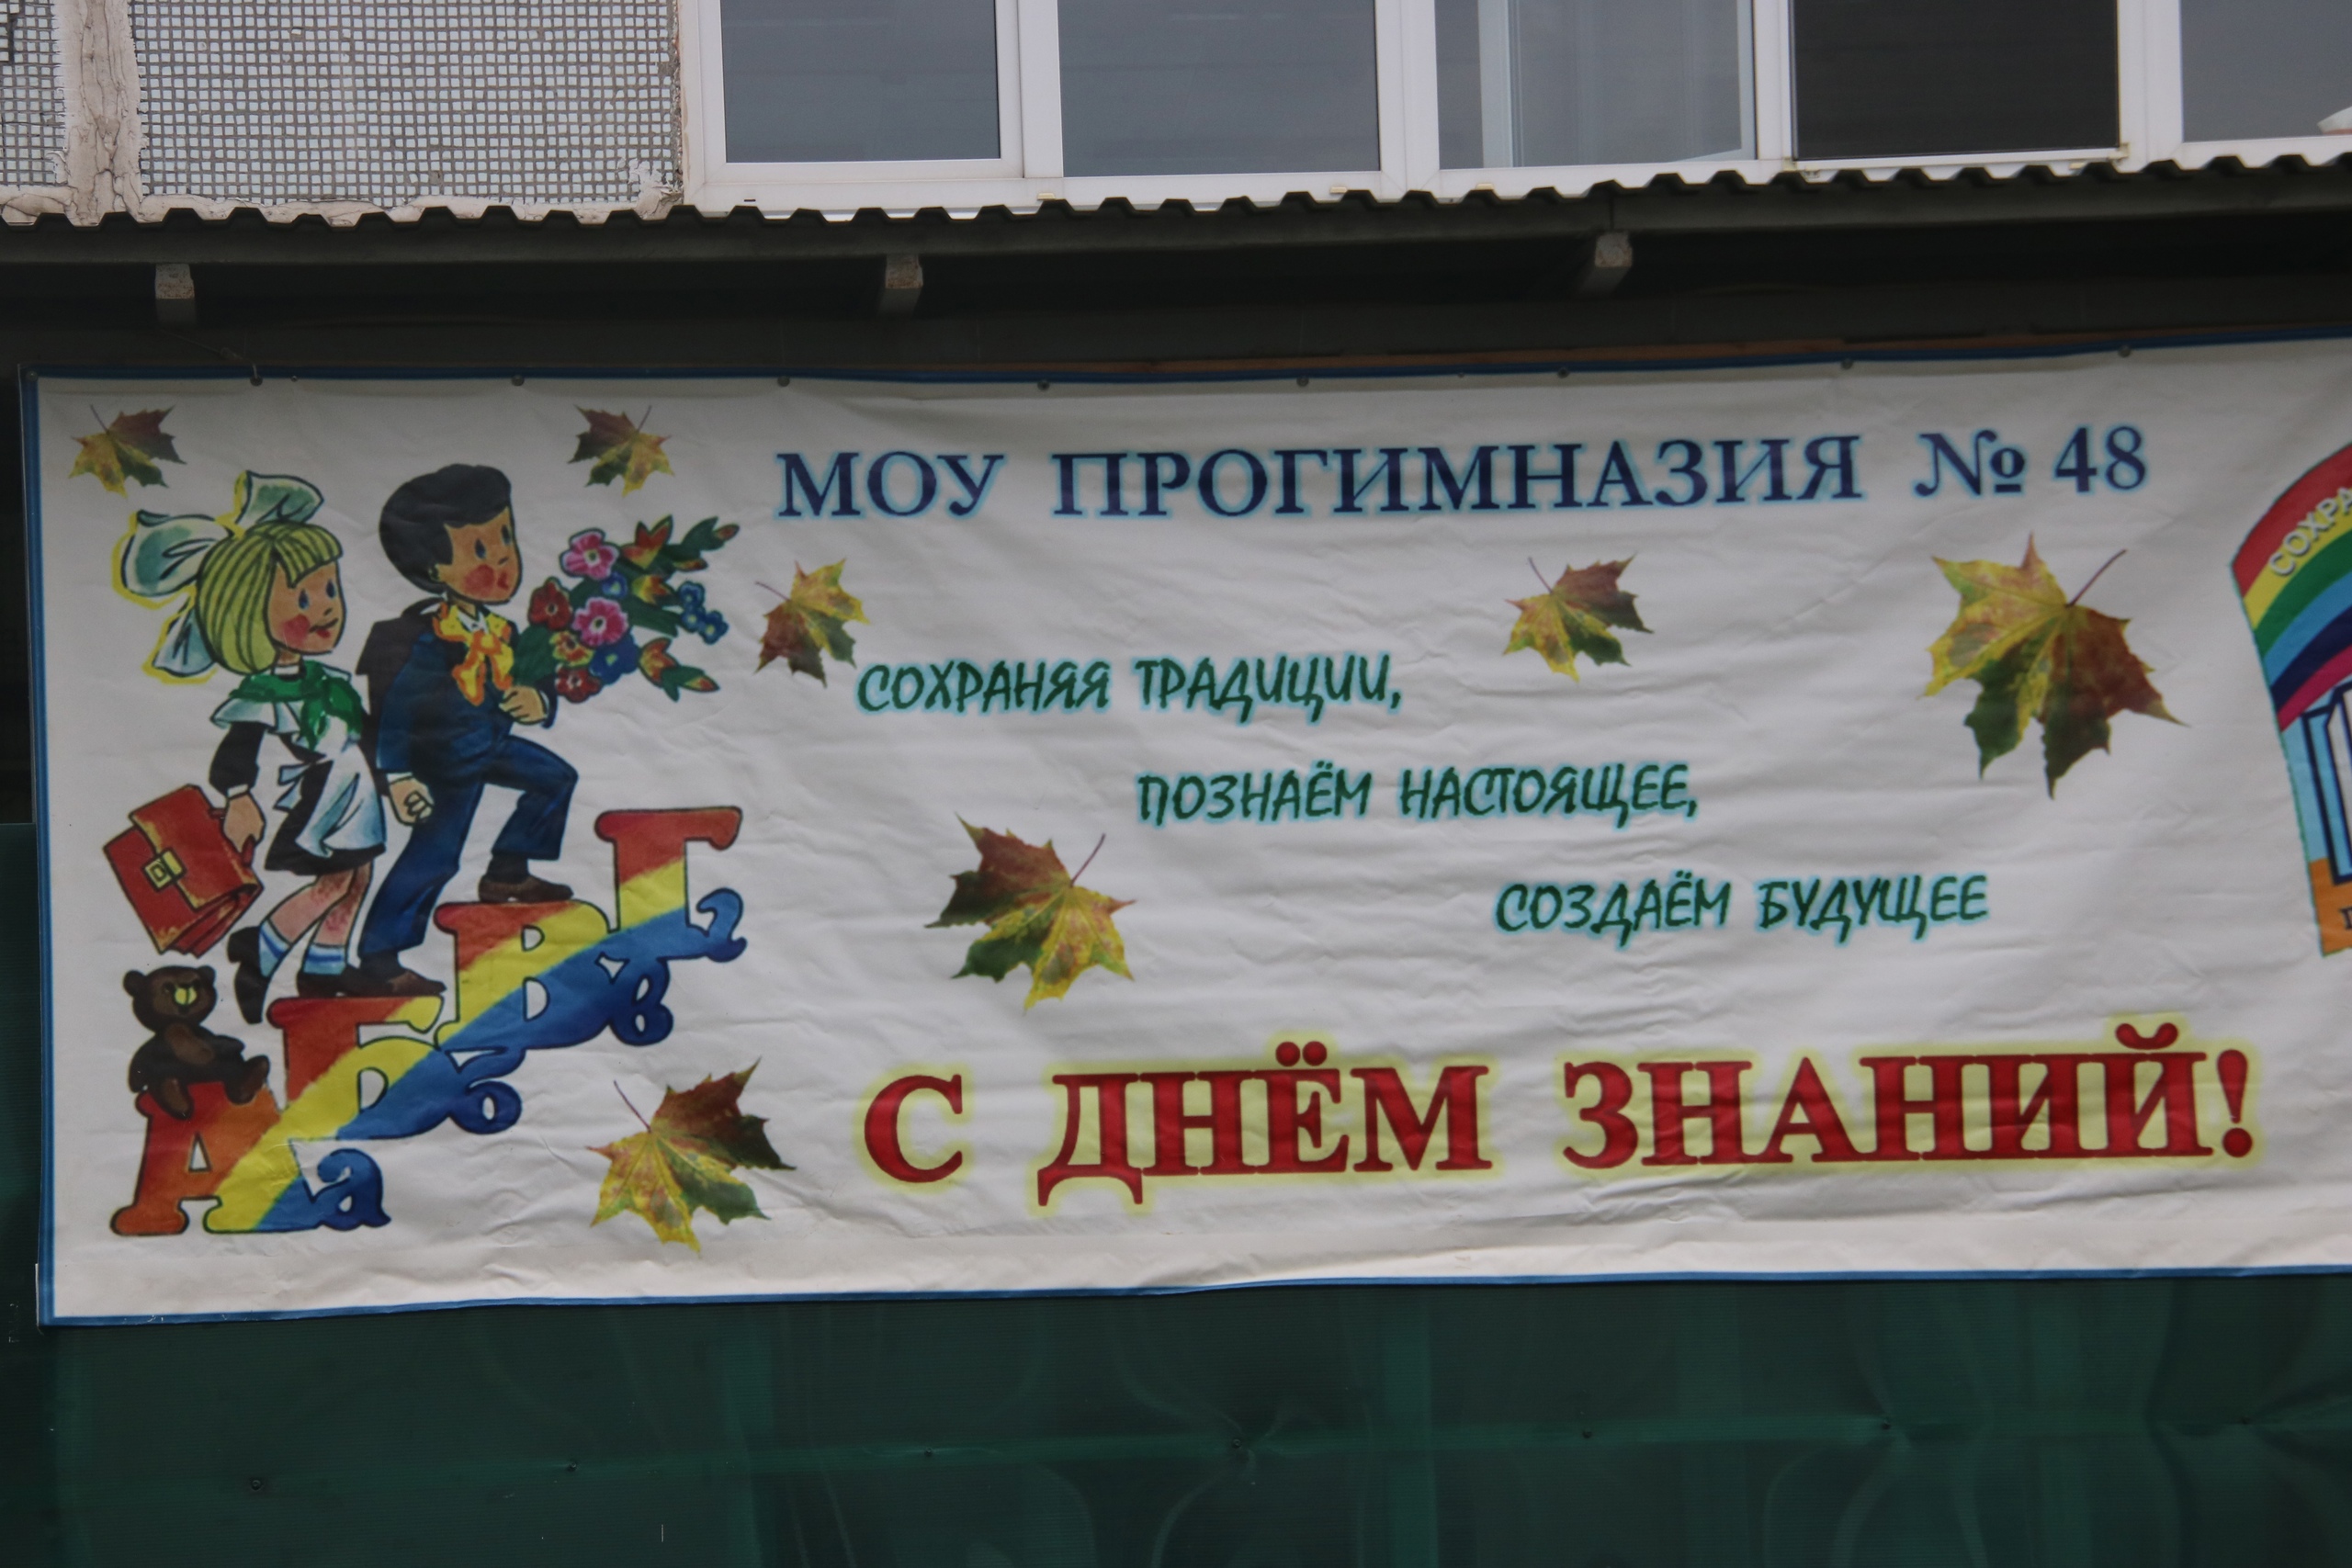 МОУ ПРОГИМНАЗИЯ № 48
СОХРАНЯЯ ТРАДИЦИИ,
ПОЗНАЁМ НАСТОЯЩЕЕ,
СОЗДАЁМ БУДУЩЕЕ
С ДНЁМ ЗНАНИЙ!
Г г
В в
Б б
А а